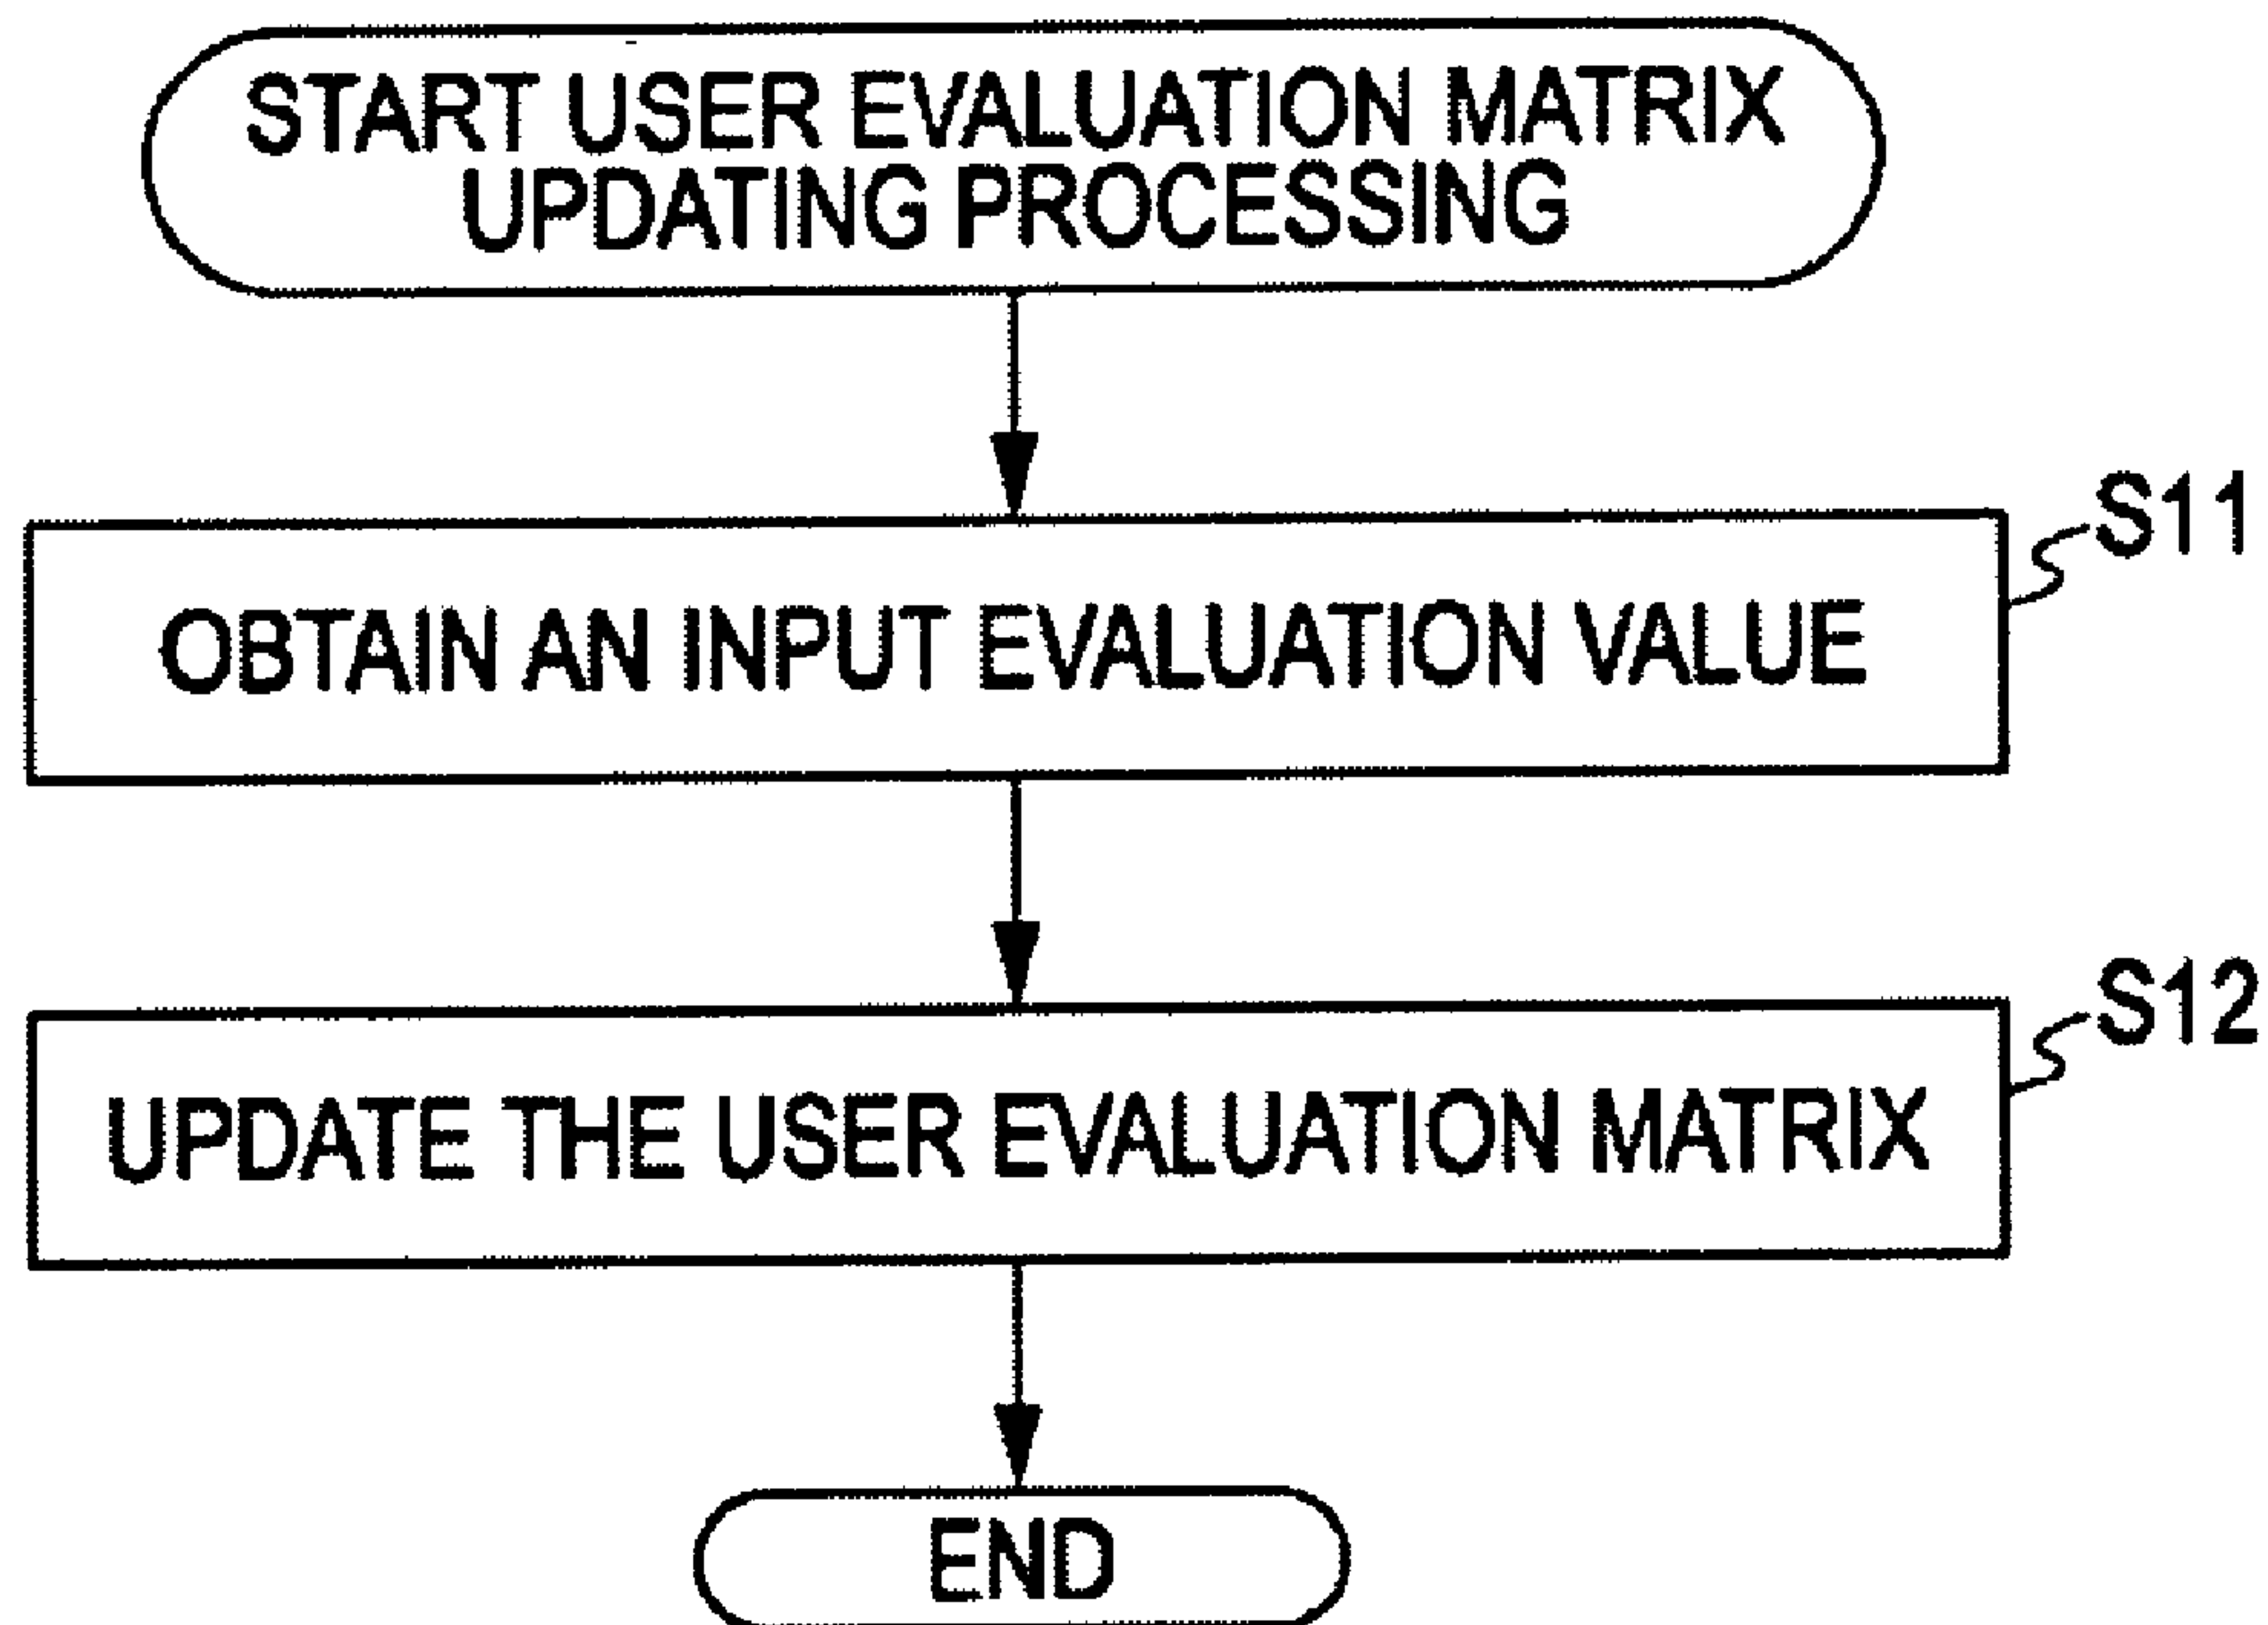 START USER EVALUATION MATRIX
UPDATING PROCESSING
S11
OBTAIN AN INPUT EVALUATION VALUE
S12
UPDATE THE USER EVALUATION MATRIX
END